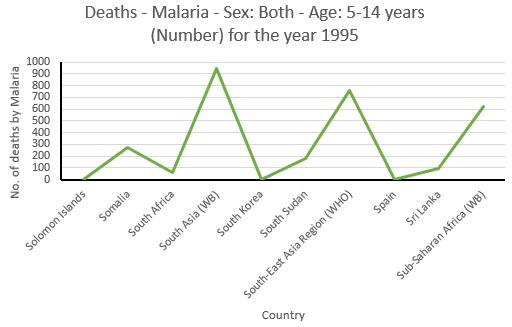 Deaths - Malaria - Sex: Both - Age: 5-14 years
(Number) for the year 1995
No. of deaths by Malaria
1000
900
800
700
600
500
400
300
200
100
0
Solomon Islands
Somalia
South Africa
South Asia (WB)
South Korea
South Sudan
South-East Asia Region (WHO)
Spain
Sri Lanka
Sub-Saharan Africa (WB)
Country